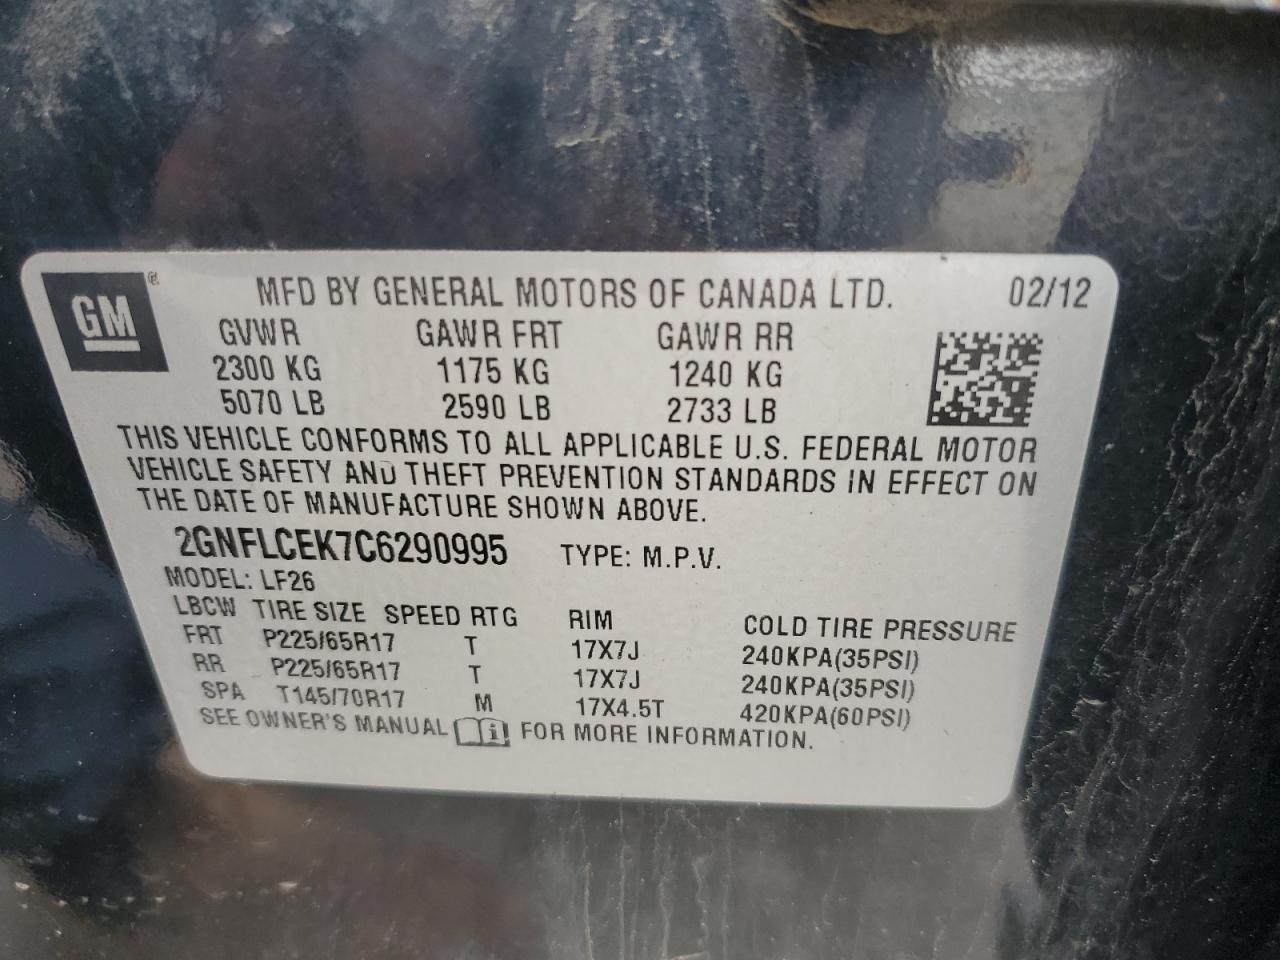 GM ®
MFD BY GENERAL MOTORS OF CANADA LTD. 02/12
GVWR GAWR FRT GAWR RR
2300 KG 1175 KG 1240 KG
5070 LB 2590 LB 2733 LB
THIS VEHICLE CONFORMS TO ALL APPLICABLE U.S. FEDERAL MOTOR
VEHICLE SAFETY AND THEFT PREVENTION STANDARDS IN EFFECT ON
THE DATE OF MANUFACTURE SHOWN ABOVE.
2GNFLCEK7C6290995 TYPE: M.P.V.
MODEL: LF26
LBCW TIRE SIZE SPEED RTG RIM COLD TIRE PRESSURE
FRT P225/65R17 T 17X7J 240KPA(35PSI)
RR P225/65R17 T 17X7J 240KPA(35PSI)
SPA T145/70R17 M 17X4.5T 420KPA(60PSI)
SEE OWNER'S MANUAL i FOR MORE INFORMATION.